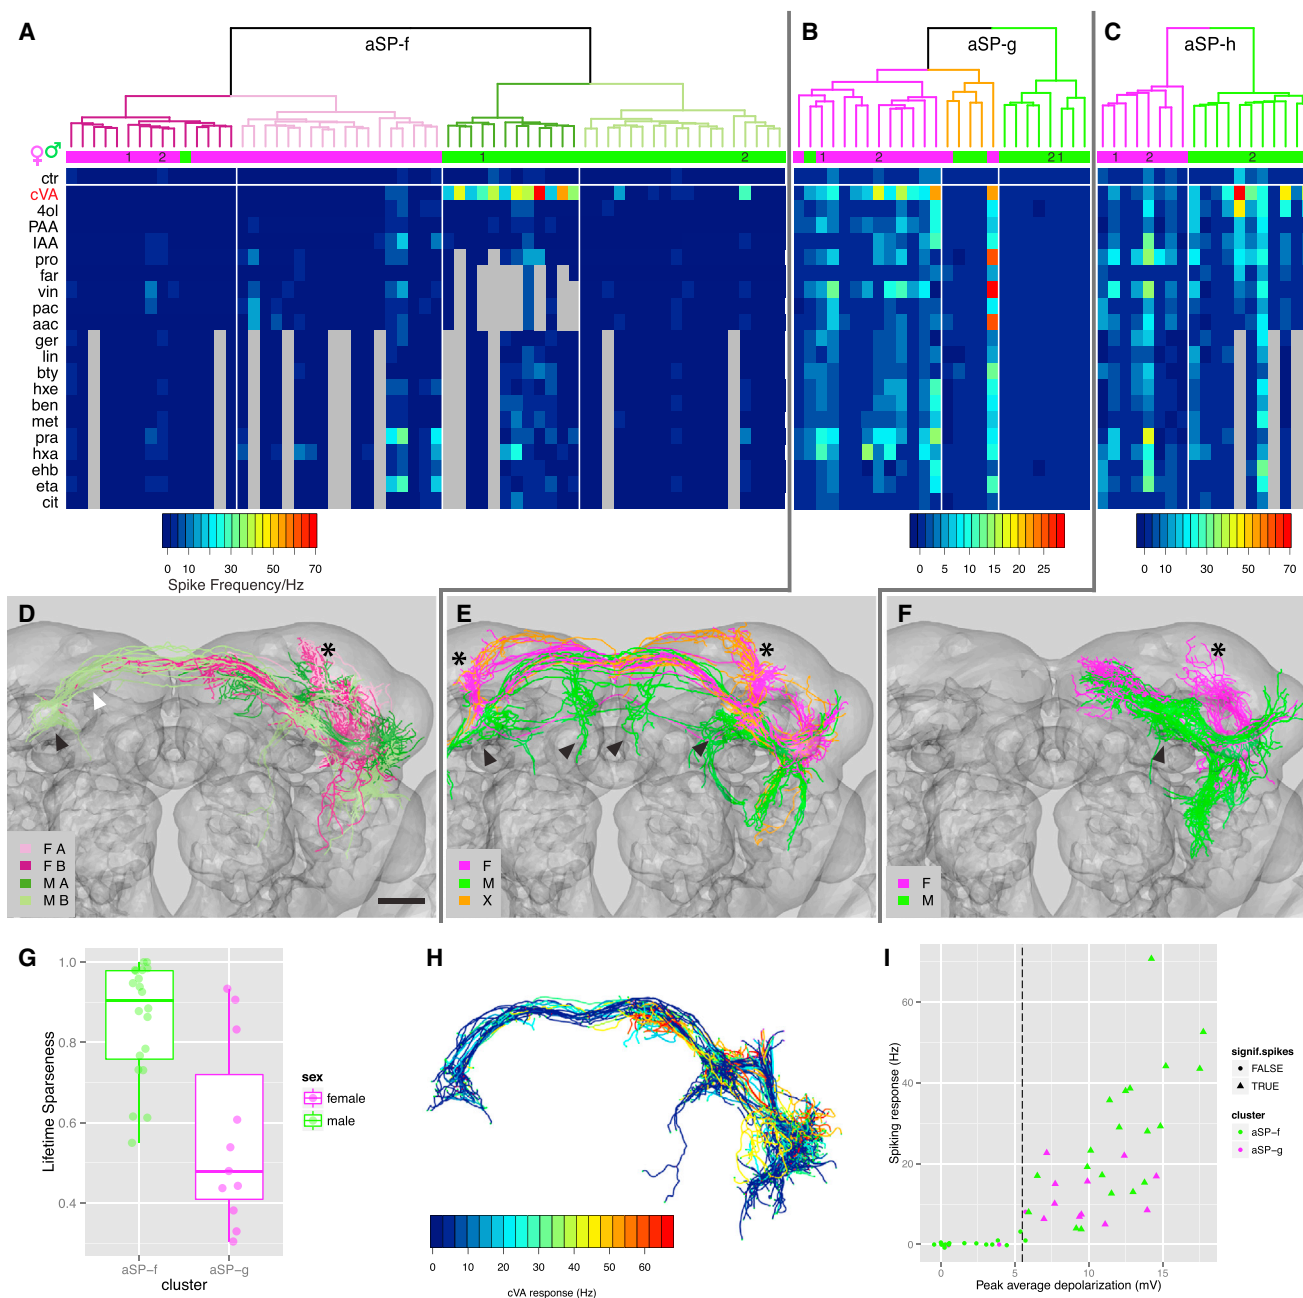 A
aSP-f
B
aSP-g
C
aSP-h
♀♂
1 2 1 2
1 2 2 1
1 2 2
ctr
cVA
4ol
PAA
IAA
pro
far
vin
pac
aac
ger
lin
bty
hxe
ben
met
pra
hxa
ehb
eta
cit
0 10 30 50 70
Spike Frequency/Hz
0 5 10 15 20 25
0 10 30 50 70
D
*
F A
F B
M A
M B
E
* *
F
M
X
F
*
F
M
G
1.0
0.8
0.6
0.4
Lifetime Sparseness
aSP-f aSP-g
cluster
sex
female
male
H
0 10 20 30 40 50 60
cVA response (Hz)
I
60
40
20
0
Spiking response (Hz)
0 5 10 15
Peak average depolarization (mV)
signif.spikes
FALSE
TRUE
cluster
aSP-f
aSP-g